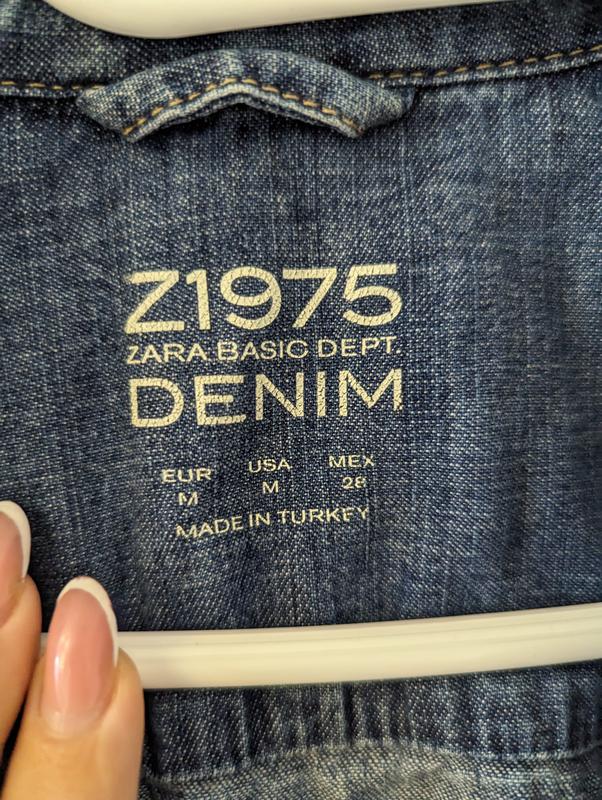 Z1975
ZARA BASIC DEPT.
DENIM
EUR USA MEX
M M 28
MADE IN TURKEY